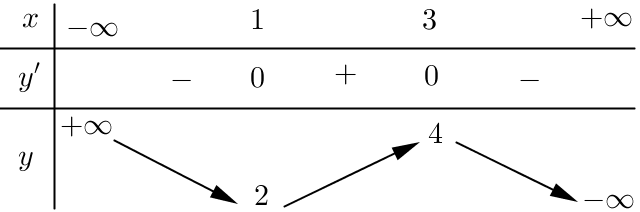 x −∞ 1 3 +∞
y′ − 0 + 0 −
+∞ 4
y
2 −∞